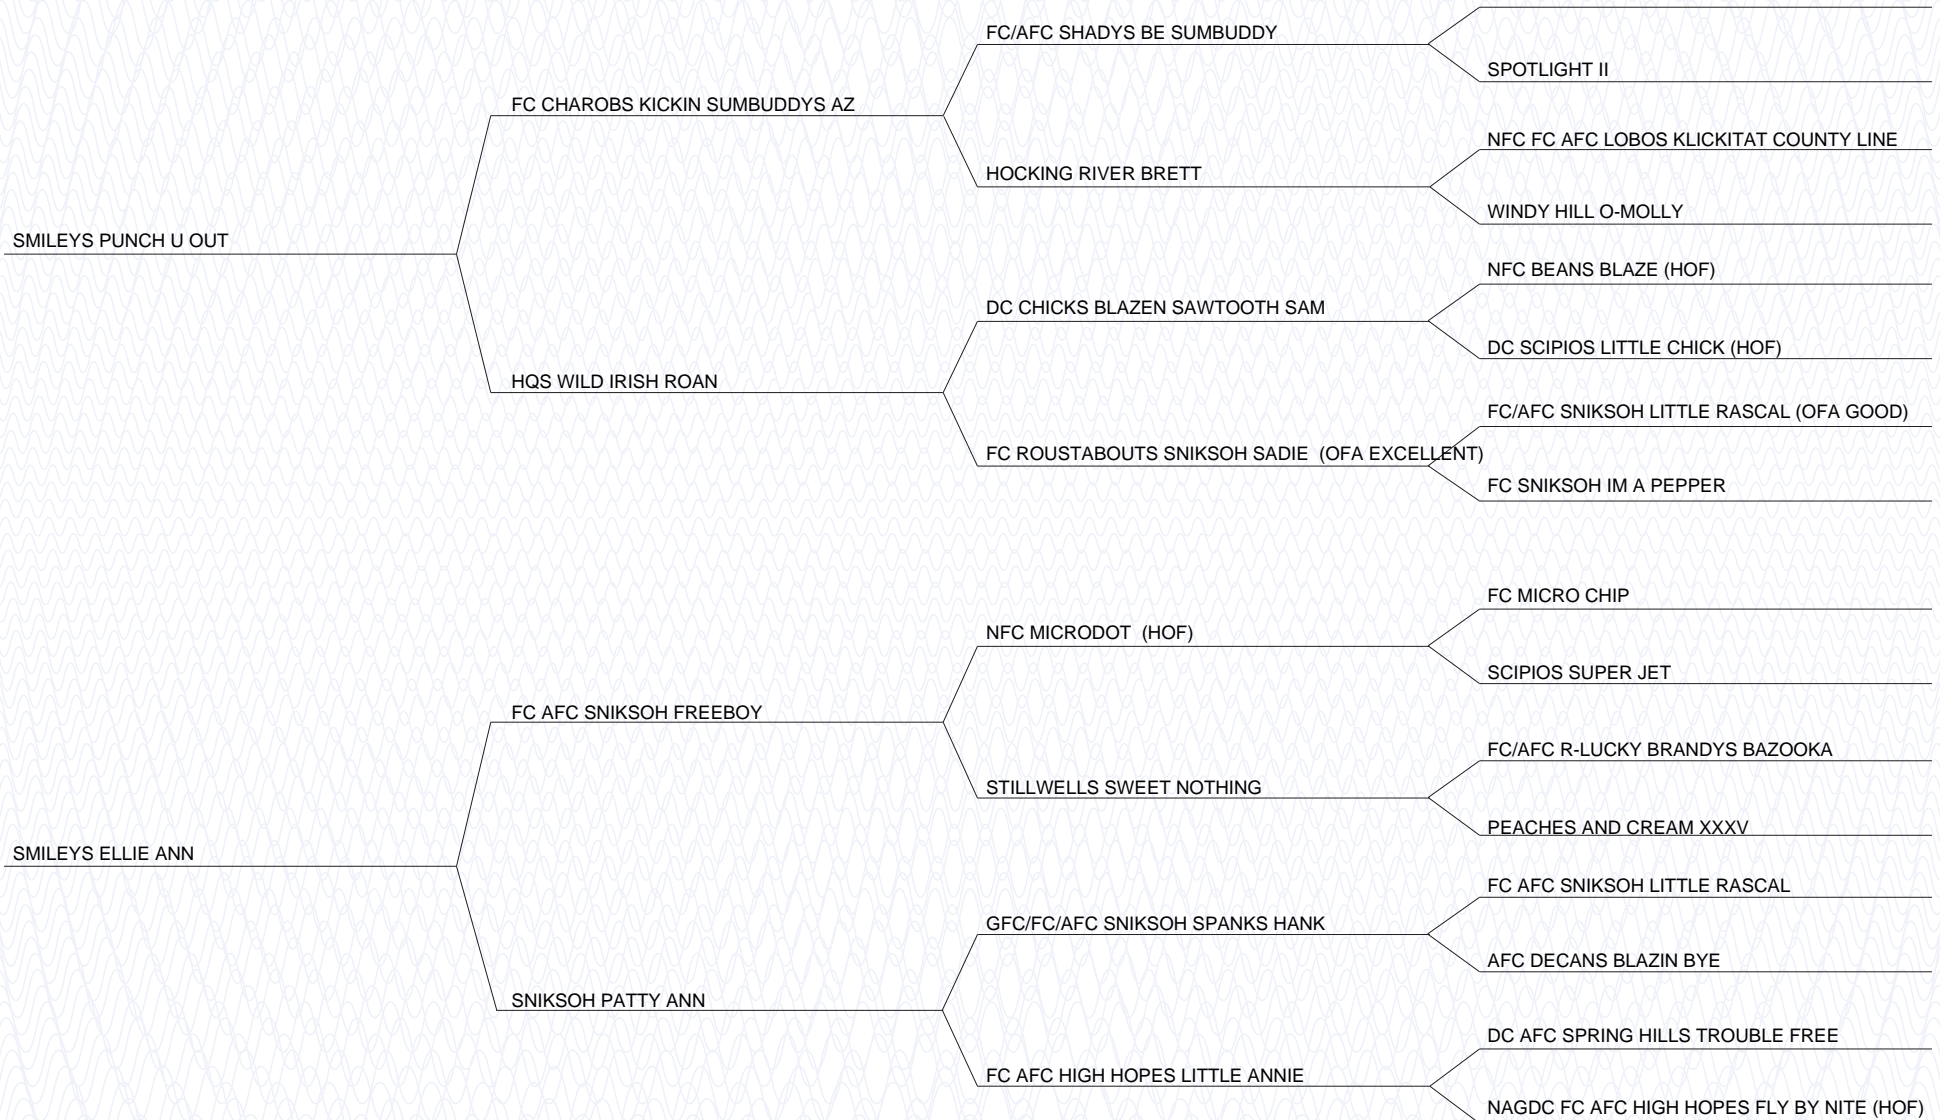 FC/AFC SHADYS BE SUMBUDDY
SPOTLIGHT II
FC CHAROBS KICKIN SUMBUDDYS AZ
NFC FC AFC LOBOS KLICKITAT COUNTY LINE
HOCKING RIVER BRETT
WINDY HILL O-MOLLY
SMILEYS PUNCH U OUT
NFC BEANS BLAZE (HOF)
DC CHICKS BLAZEN SAWTOOTH SAM
DC SCIPIOS LITTLE CHICK (HOF)
HQS WILD IRISH ROAN
FC/AFC SNIKSOH LITTLE RASCAL (OFA GOOD)
FC ROUSTABOUTS SNIKSOH SADIE  (OFA EXCELLENT)
FC SNIKSOH IM A PEPPER
FC MICRO CHIP
NFC MICRODOT  (HOF)
SCIPIOS SUPER JET
FC AFC SNIKSOH FREEBOY
FC/AFC R-LUCKY BRANDYS BAZOOKA
STILLWELLS SWEET NOTHING
PEACHES AND CREAM XXXV
SMILEYS ELLIE ANN
FC AFC SNIKSOH LITTLE RASCAL
GFC/FC/AFC SNIKSOH SPANKS HANK
AFC DECANS BLAZIN BYE
SNIKSOH PATTY ANN
DC AFC SPRING HILLS TROUBLE FREE
FC AFC HIGH HOPES LITTLE ANNIE
NAGDC FC AFC HIGH HOPES FLY BY NITE (HOF)